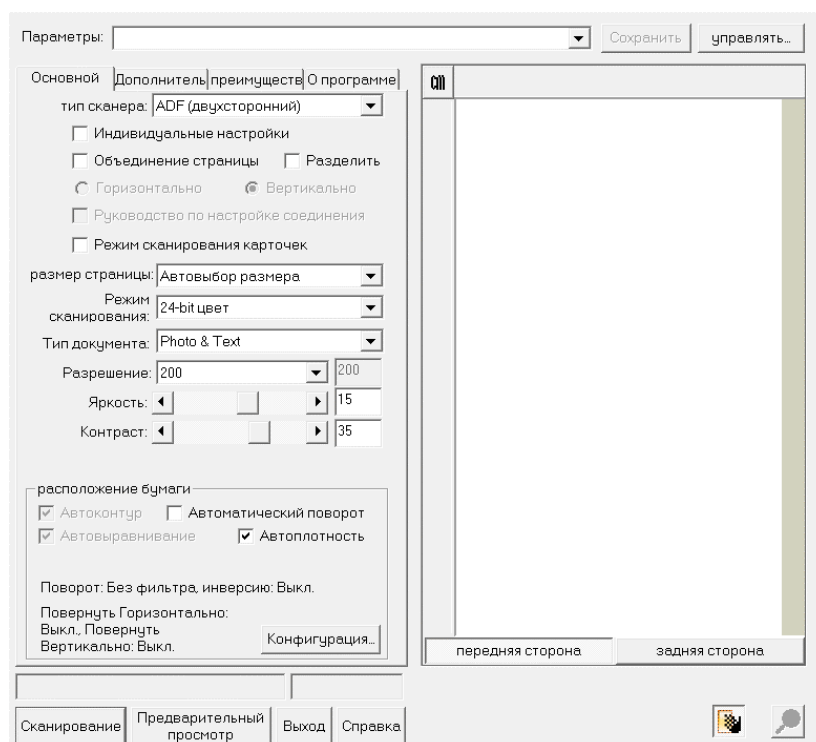 Параметры:
Сохранить
управлять...
Основной
Дополнитель
преимуществ
О программе
тип сканера: ADF (двухсторонний)
Индивидуальные настройки
Объединение страницы
Разделить
Горизонтально
Вертикально
Руководство по настройке соединения
Режим сканирования карточек
размер страницы: Автовыбор размера
Режим
сканирования: 24-bit цвет
Тип документа: Photo & Text
Разрешение: 200
200
Яркость: 15
Контраст: 35
расположение бумаги
Автоконтур
Автоматический поворот
Автовыравнивание
Автоплотность
Поворот: Без фильтра, инверсию: Выкл.
Повернуть Горизонтально:
Выкл., Повернуть
Вертикально: Выкл.
Конфигурация...
cm
передняя сторона
задняя сторона
Сканирование
Предварительный
просмотр
Выход
Справка